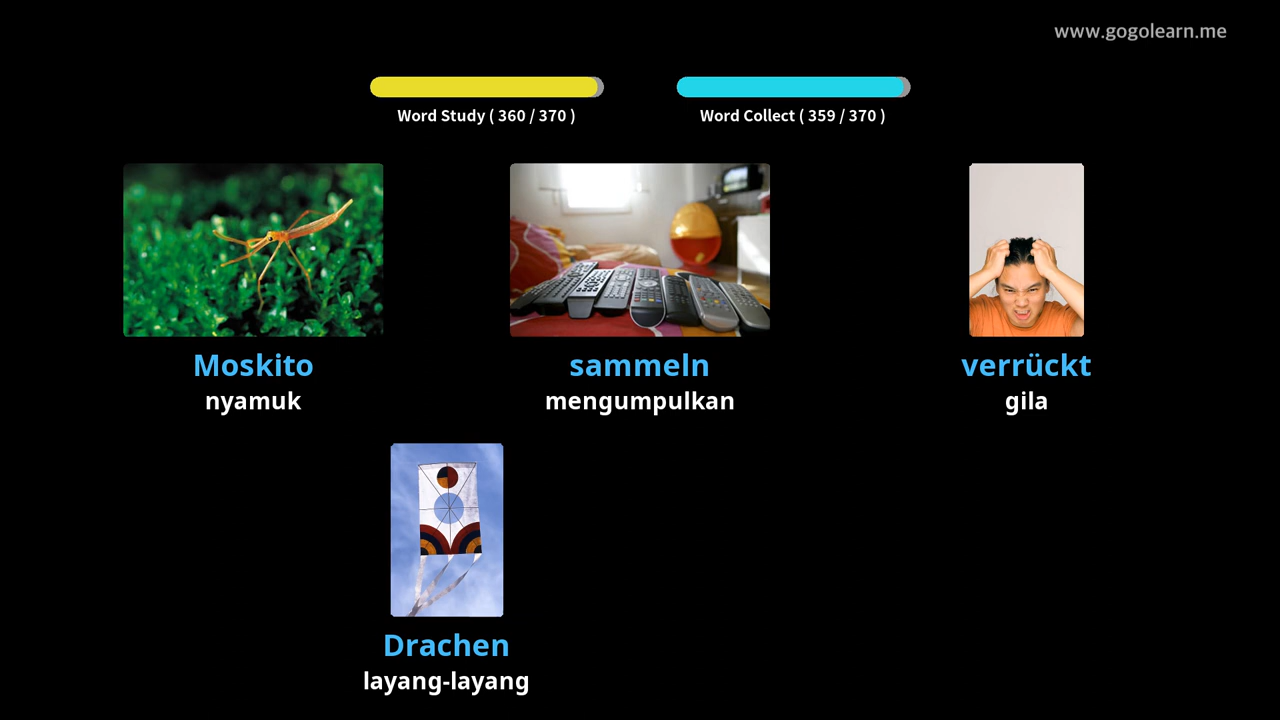 www.gogolearn.me
Word Study ( 360 / 370 )
Word Collect ( 359 / 370 )
Moskito
nyamuk
sammeln
mengumpulkan
verrückt
gila
Drachen
layang-layang